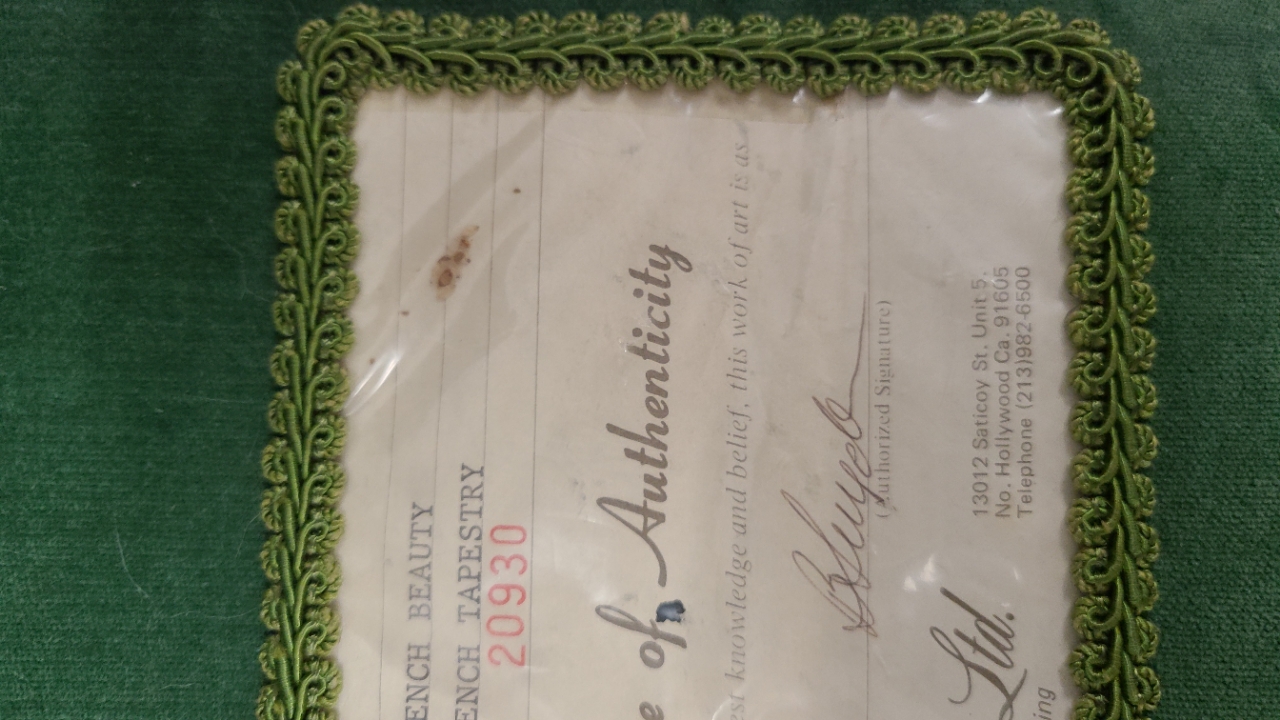 ENCH BEAUTY
ENCH TAPESTRY
20930
e of Authenticity
est knowledge and belief, this work of art is as
(Authorized Signature)
13012 Saticoy St. Unit 5,
No. Hollywood Ca. 91605
Telephone (213)982-6500
Ltd.
ing